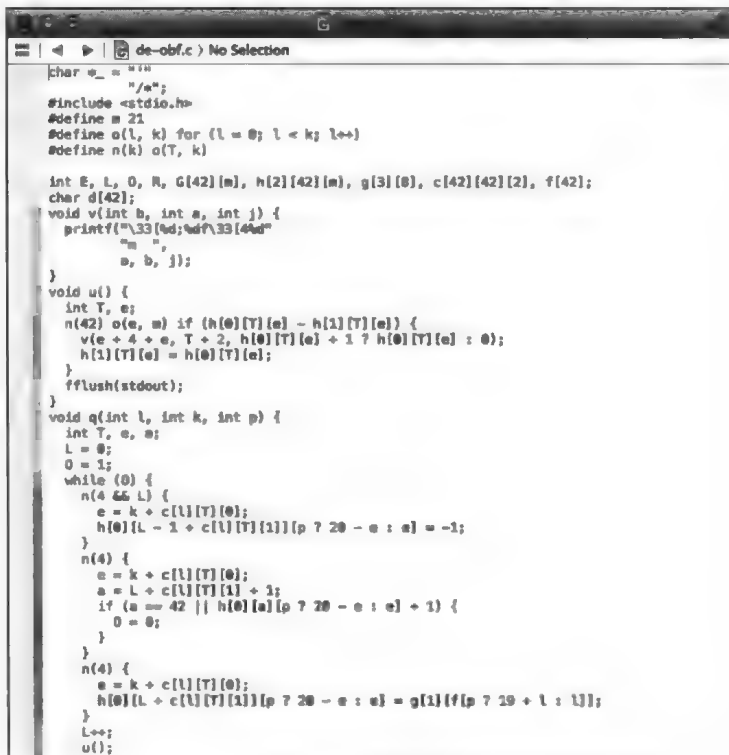 G
de-obf.c ⟩ No Selection
char *_ = "'"
"/*";
#include <stdio.h>
#define m 21
#define o(l, k) for (l = 0; l < k; l++)
#define n(k) o(T, k)
int E, L, O, R, G[42][m], h[2][42][m], g[3][8], c[42][42][2], f[42];
char d[42];
void v(int b, int a, int j) {
printf("\33[%d;%df\33[4%d"
"m  ",
a, b, j);
}
void u() {
int T, e;
n(42) o(e, m) if (h[0][T][e] - h[1][T][e]) {
v(e + 4 + e, T + 2, h[0][T][e] + 1 ? h[0][T][e] : 0);
h[1][T][e] = h[0][T][e];
}
fflush(stdout);
}
void q(int l, int k, int p) {
int T, e, a;
L = 0;
O = 1;
while (O) {
n(4 && L) {
e = k + c[l][T][0];
h[0][L - 1 + c[l][T][1]][p ? 20 - e : e] = -1;
}
n(4) {
e = k + c[l][T][0];
a = L + c[l][T][1] + 1;
if (a == 42 || h[0][a][p ? 20 - e : e] + 1) {
O = 0;
}
}
n(4) {
e = k + c[l][T][0];
h[0][L + c[l][T][1]][p ? 20 - e : e] = g[1][f[p ? 19 + l : l]];
}
L++;
u();